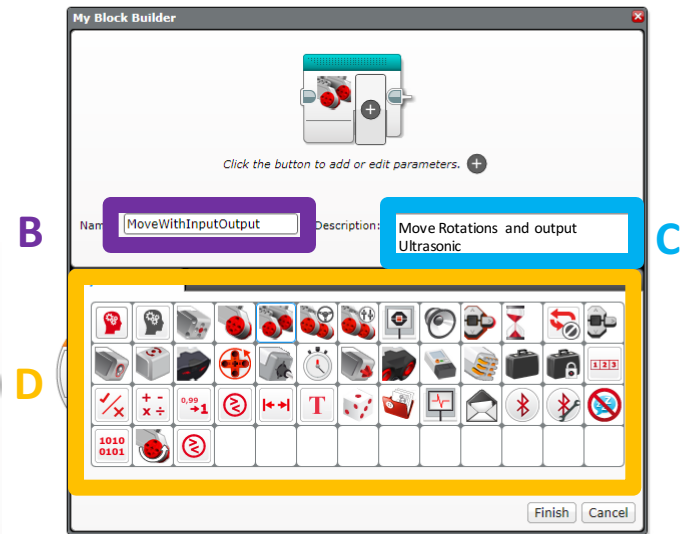 My Block Builder
Click the button to add or edit parameters.
B
Nam
MoveWithInputOutput
Description:
Move Rotations and output
Ultrasonic
C
D
1 2 3
+ -
x ÷
0,99
→1
T
1010
0101
Finish
Cancel